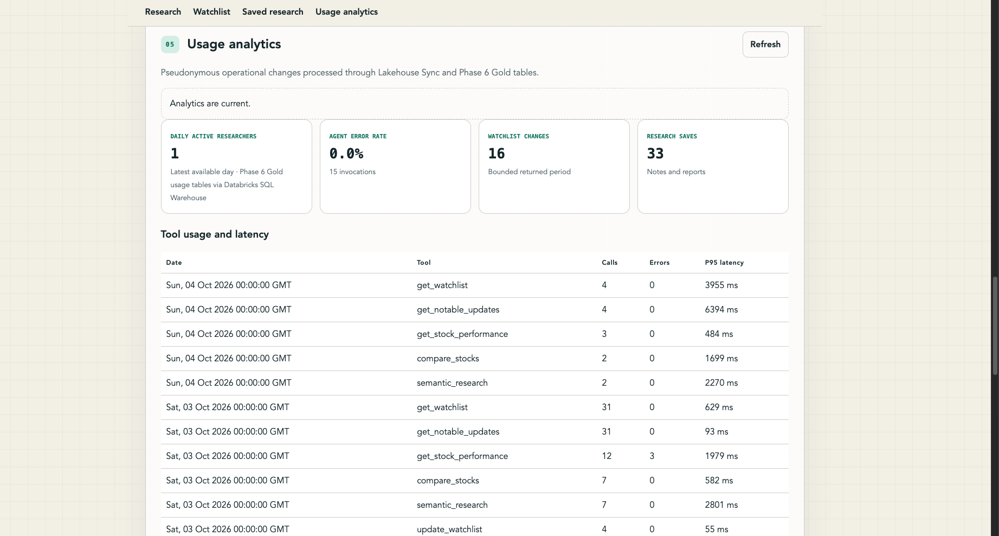 Research Watchlist Saved research Usage analytics
05 Usage analytics Refresh
Pseudonymous operational changes processed through Lakehouse Sync and Phase 6 Gold tables.
Analytics are current.
DAILY ACTIVE RESEARCHERS
1
Latest available day · Phase 6 Gold
usage tables via Databricks SQL
Warehouse
AGENT ERROR RATE
0.0%
15 invocations
WATCHLIST CHANGES
16
Bounded returned period
RESEARCH SAVES
33
Notes and reports
Tool usage and latency
Date Tool Calls Errors P95 latency
Sun, 04 Oct 2026 00:00:00 GMT get_watchlist 4 0 3955 ms
Sun, 04 Oct 2026 00:00:00 GMT get_notable_updates 4 0 6394 ms
Sun, 04 Oct 2026 00:00:00 GMT get_stock_performance 3 0 484 ms
Sun, 04 Oct 2026 00:00:00 GMT compare_stocks 2 0 1699 ms
Sun, 04 Oct 2026 00:00:00 GMT semantic_research 2 0 2270 ms
Sat, 03 Oct 2026 00:00:00 GMT get_watchlist 31 0 629 ms
Sat, 03 Oct 2026 00:00:00 GMT get_notable_updates 31 0 93 ms
Sat, 03 Oct 2026 00:00:00 GMT get_stock_performance 12 3 1979 ms
Sat, 03 Oct 2026 00:00:00 GMT compare_stocks 7 0 582 ms
Sat, 03 Oct 2026 00:00:00 GMT semantic_research 7 0 2801 ms
Sat, 03 Oct 2026 00:00:00 GMT update_watchlist 4 0 55 ms